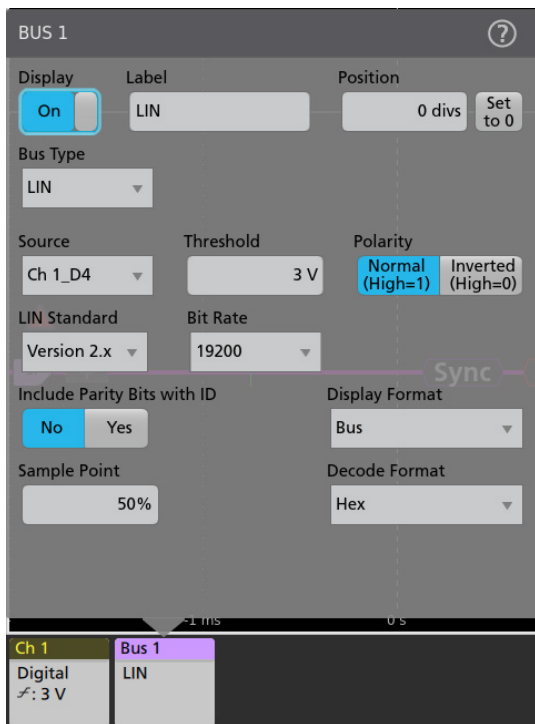 BUS 1 ?
Display Label Position
On LIN 0 divs Set to 0
Bus Type
LIN
Source Threshold Polarity
Ch 1_D4 3 V Normal (High=1) Inverted (High=0)
LIN Standard Bit Rate
Version 2.x 19200
Sync
Include Parity Bits with ID Display Format
No Yes Bus
Sample Point Decode Format
50% Hex
-1 ms 0 s
Ch 1 Bus 1
Digital LIN
: 3 V